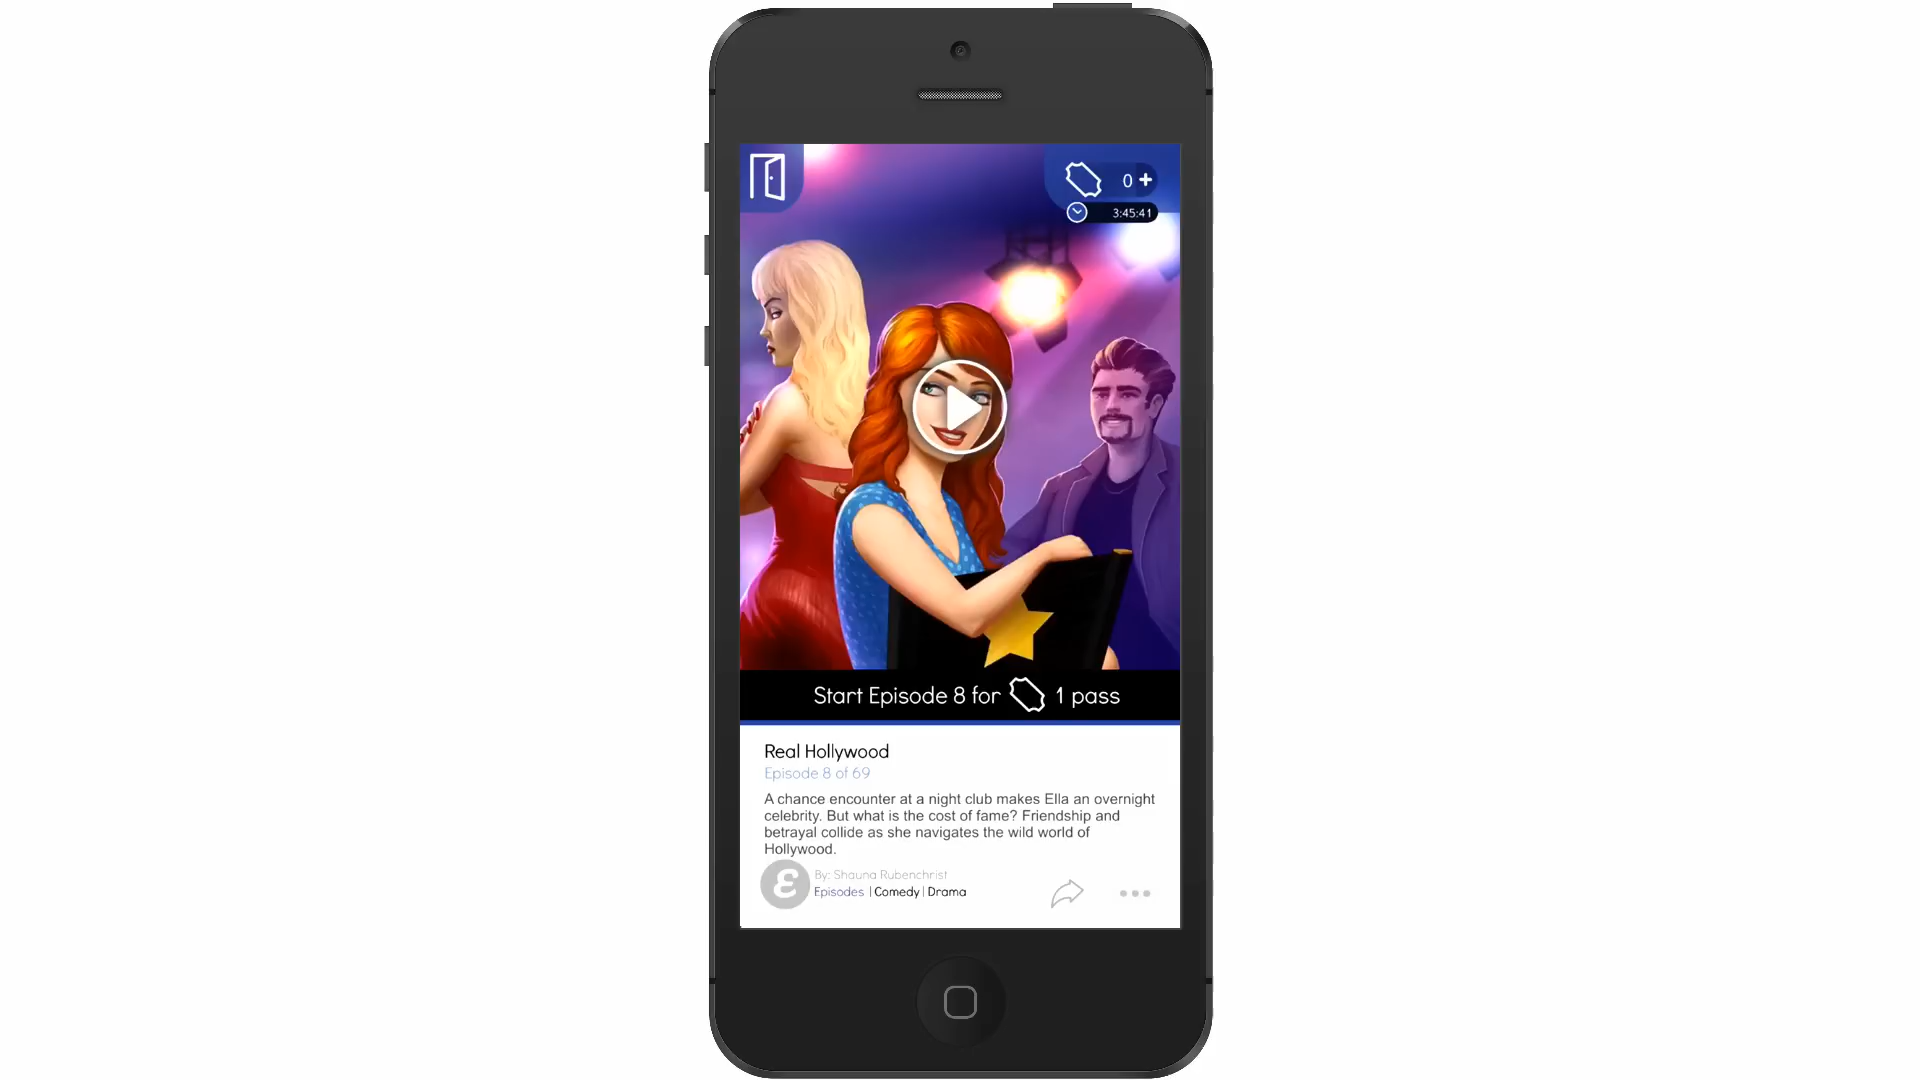 0 +
3:45:41
Start Episode 8 for 1 pass
Real Hollywood
Episode 8 of 69
A chance encounter at a night club makes Ella an overnight
celebrity. But what is the cost of fame? Friendship and
betrayal collide as she navigates the wild world of
Hollywood.
By: Shauna Rubenchrist
Episodes | Comedy | Drama